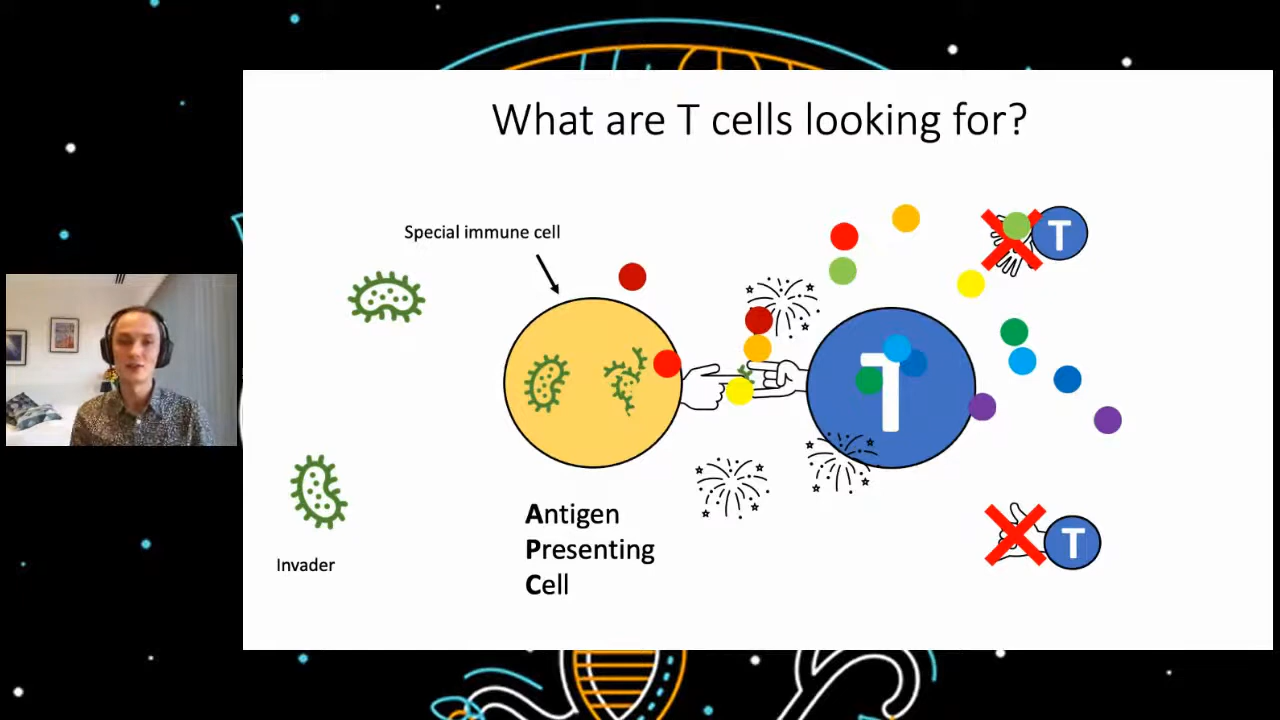 What are T cells looking for?
Special immune cell
T
T
Antigen
Presenting
Cell
T
Invader